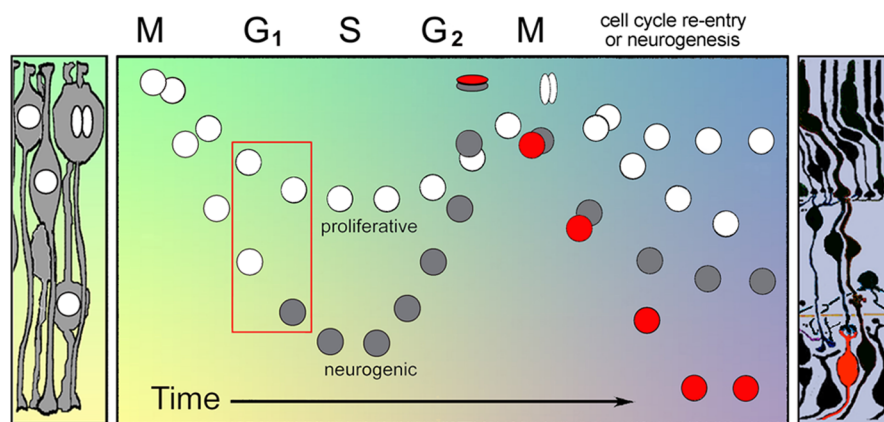 M G₁ S G₂ M cell cycle re-entry
or neurogenesis
proliferative
neurogenic
Time